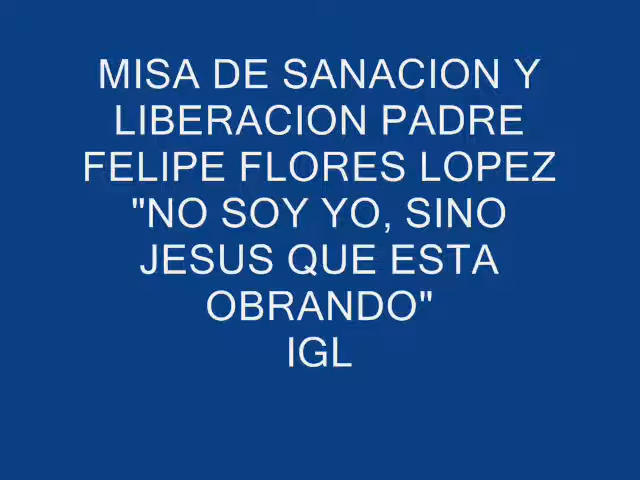 MISA DE SANACION Y
LIBERACION PADRE
FELIPE FLORES LOPEZ
"NO SOY YO, SINO
JESUS QUE ESTA
OBRANDO"
IGL